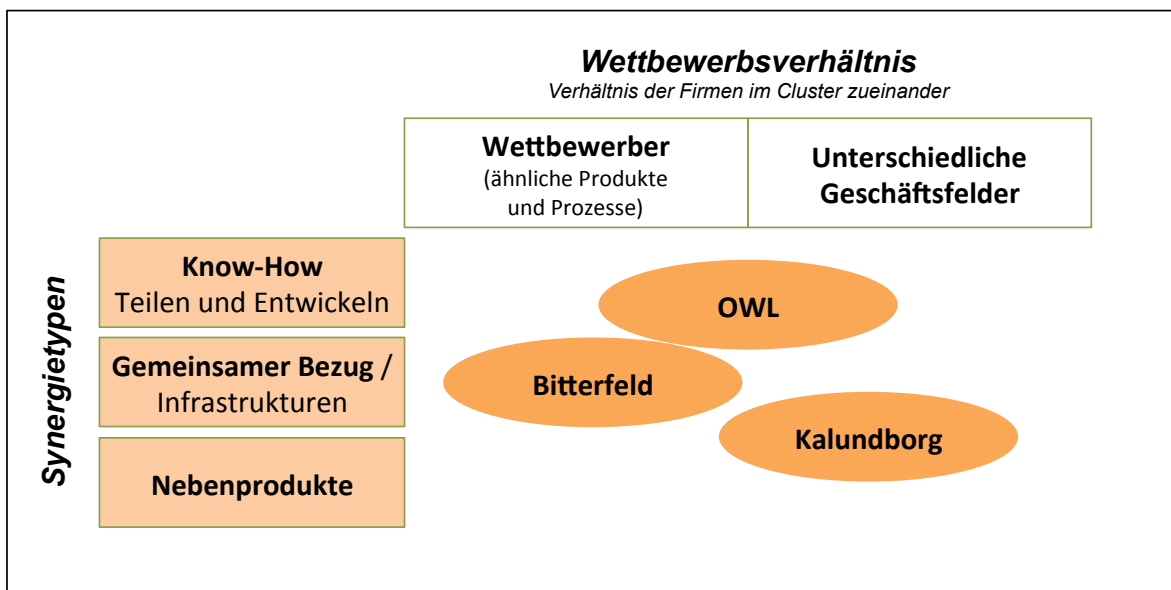 Wettbewerbsverhältnis
Verhältnis der Firmen im Cluster zueinander
Wettbewerber
(ähnliche Produkte
und Prozesse)
Unterschiedliche
Geschäftsfelder
Synergietypen
Know-How
Teilen und Entwickeln
Gemeinsamer Bezug /
Infrastrukturen
Nebenprodukte
OWL
Bitterfeld
Kalundborg